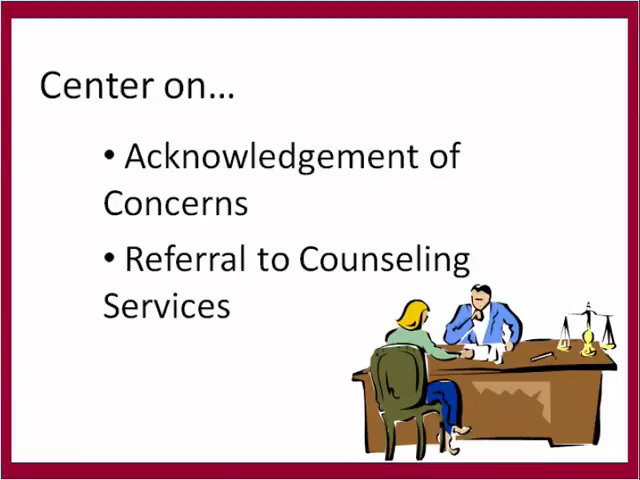 Center on…
• Acknowledgement of
Concerns
• Referral to Counseling
Services